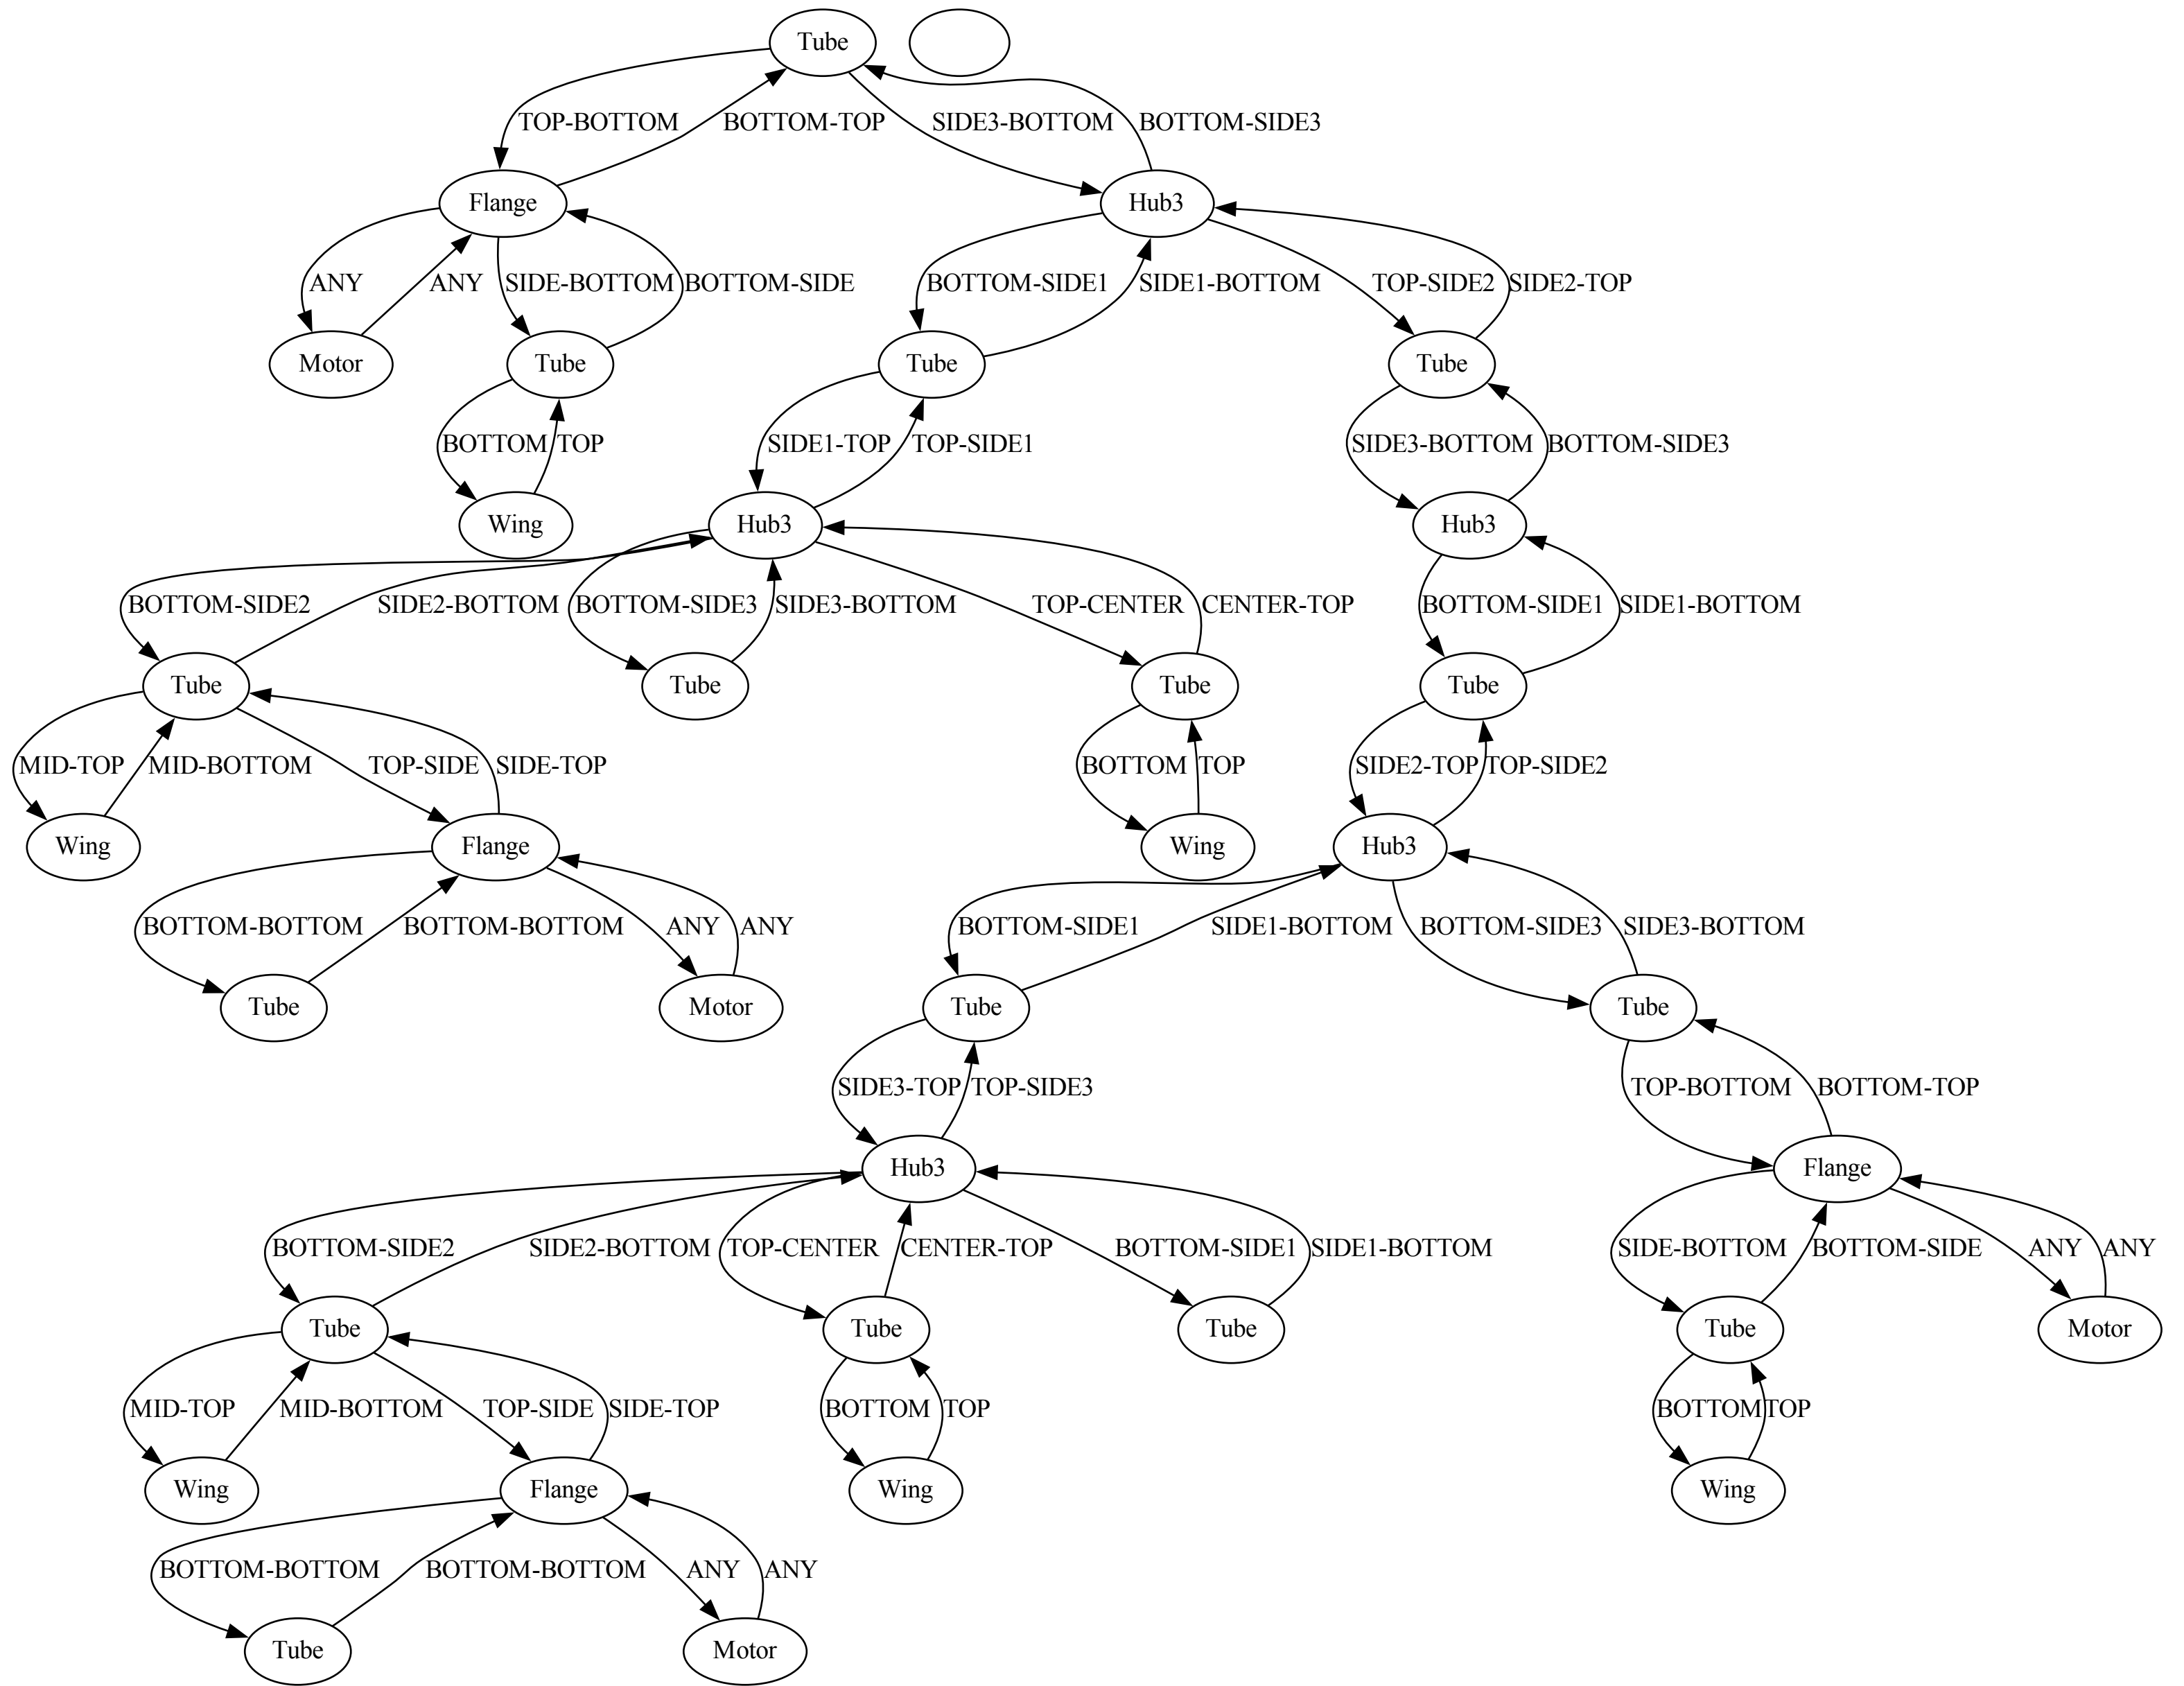 Tube
TOP-BOTTOM
BOTTOM-TOP
SIDE3-BOTTOM
BOTTOM-SIDE3
Flange
Hub3
ANY
ANY
SIDE-BOTTOM
BOTTOM-SIDE
BOTTOM-SIDE1
SIDE1-BOTTOM
TOP-SIDE2
SIDE2-TOP
Motor
Tube
Tube
Tube
BOTTOM
TOP
SIDE1-TOP
TOP-SIDE1
SIDE3-BOTTOM
BOTTOM-SIDE3
Wing
Hub3
Hub3
BOTTOM-SIDE2
SIDE2-BOTTOM
BOTTOM-SIDE3
SIDE3-BOTTOM
TOP-CENTER
CENTER-TOP
BOTTOM-SIDE1
SIDE1-BOTTOM
Tube
Tube
Tube
Tube
MID-TOP
MID-BOTTOM
TOP-SIDE
SIDE-TOP
BOTTOM
TOP
SIDE2-TOP
TOP-SIDE2
Wing
Flange
Wing
Hub3
BOTTOM-BOTTOM
BOTTOM-BOTTOM
ANY
ANY
BOTTOM-SIDE1
SIDE1-BOTTOM
BOTTOM-SIDE3
SIDE3-BOTTOM
Tube
Motor
Tube
Tube
SIDE3-TOP
TOP-SIDE3
TOP-BOTTOM
BOTTOM-TOP
Hub3
Flange
BOTTOM-SIDE2
SIDE2-BOTTOM
TOP-CENTER
CENTER-TOP
BOTTOM-SIDE1
SIDE1-BOTTOM
SIDE-BOTTOM
BOTTOM-SIDE
ANY
ANY
Tube
Tube
Tube
Tube
Motor
MID-TOP
MID-BOTTOM
TOP-SIDE
SIDE-TOP
BOTTOM
TOP
BOTTOM
TOP
Wing
Flange
Wing
Wing
BOTTOM-BOTTOM
BOTTOM-BOTTOM
ANY
ANY
Tube
Motor